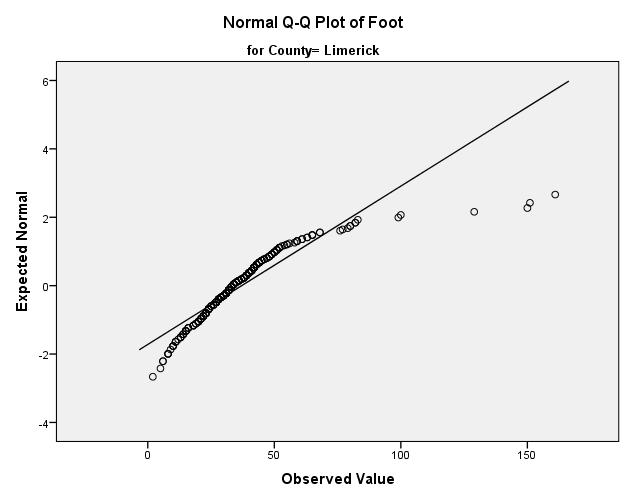 Normal Q-Q Plot of Foot
for County= Limerick
Expected Normal
6
4
2
0
-2
-4
0 50 100 150
Observed Value